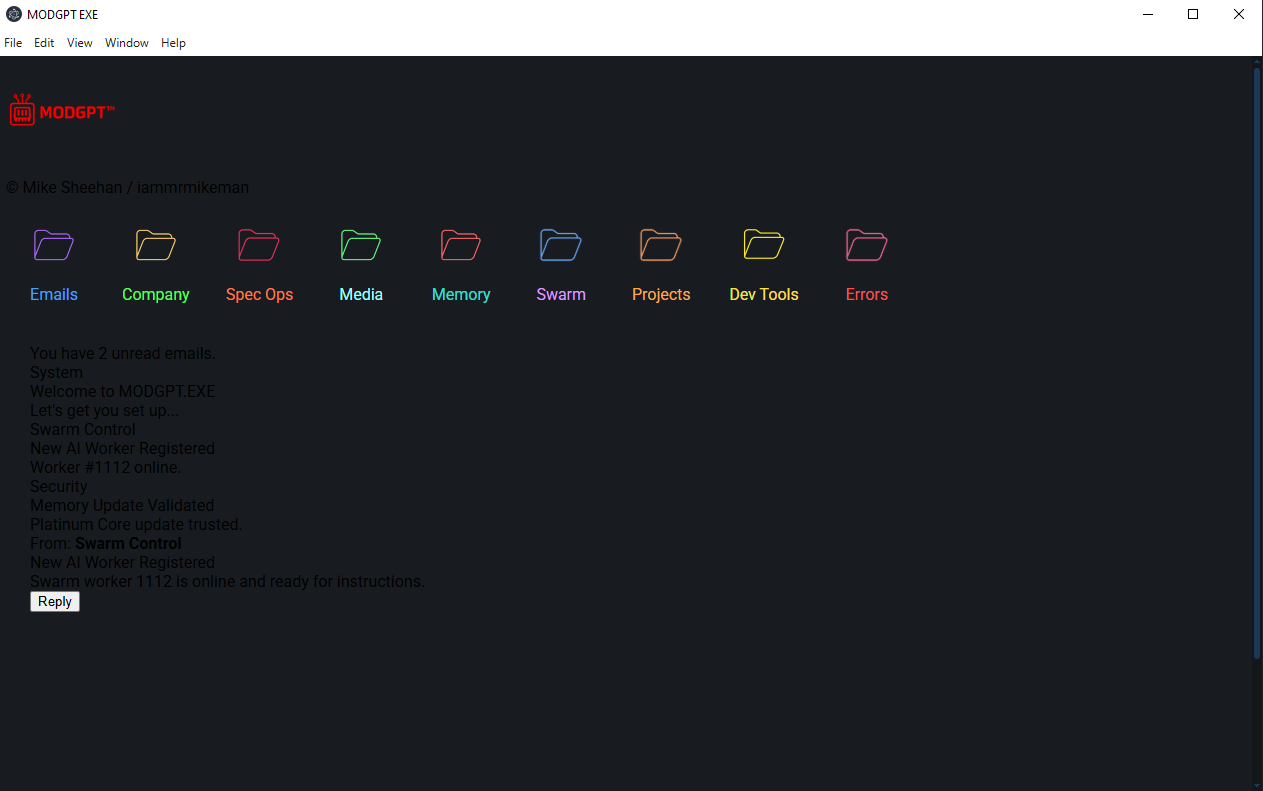 MODGPT EXE
File Edit View Window Help
MODGPT™
© Mike Sheehan / iammrmikeman
Emails Company Spec Ops Media Memory Swarm Projects Dev Tools Errors
You have 2 unread emails.
System
Welcome to MODGPT.EXE
Let's get you set up...
Swarm Control
New AI Worker Registered
Worker #1112 online.
Security
Memory Update Validated
Platinum Core update trusted.
From: Swarm Control
New AI Worker Registered
Swarm worker 1112 is online and ready for instructions.
Reply